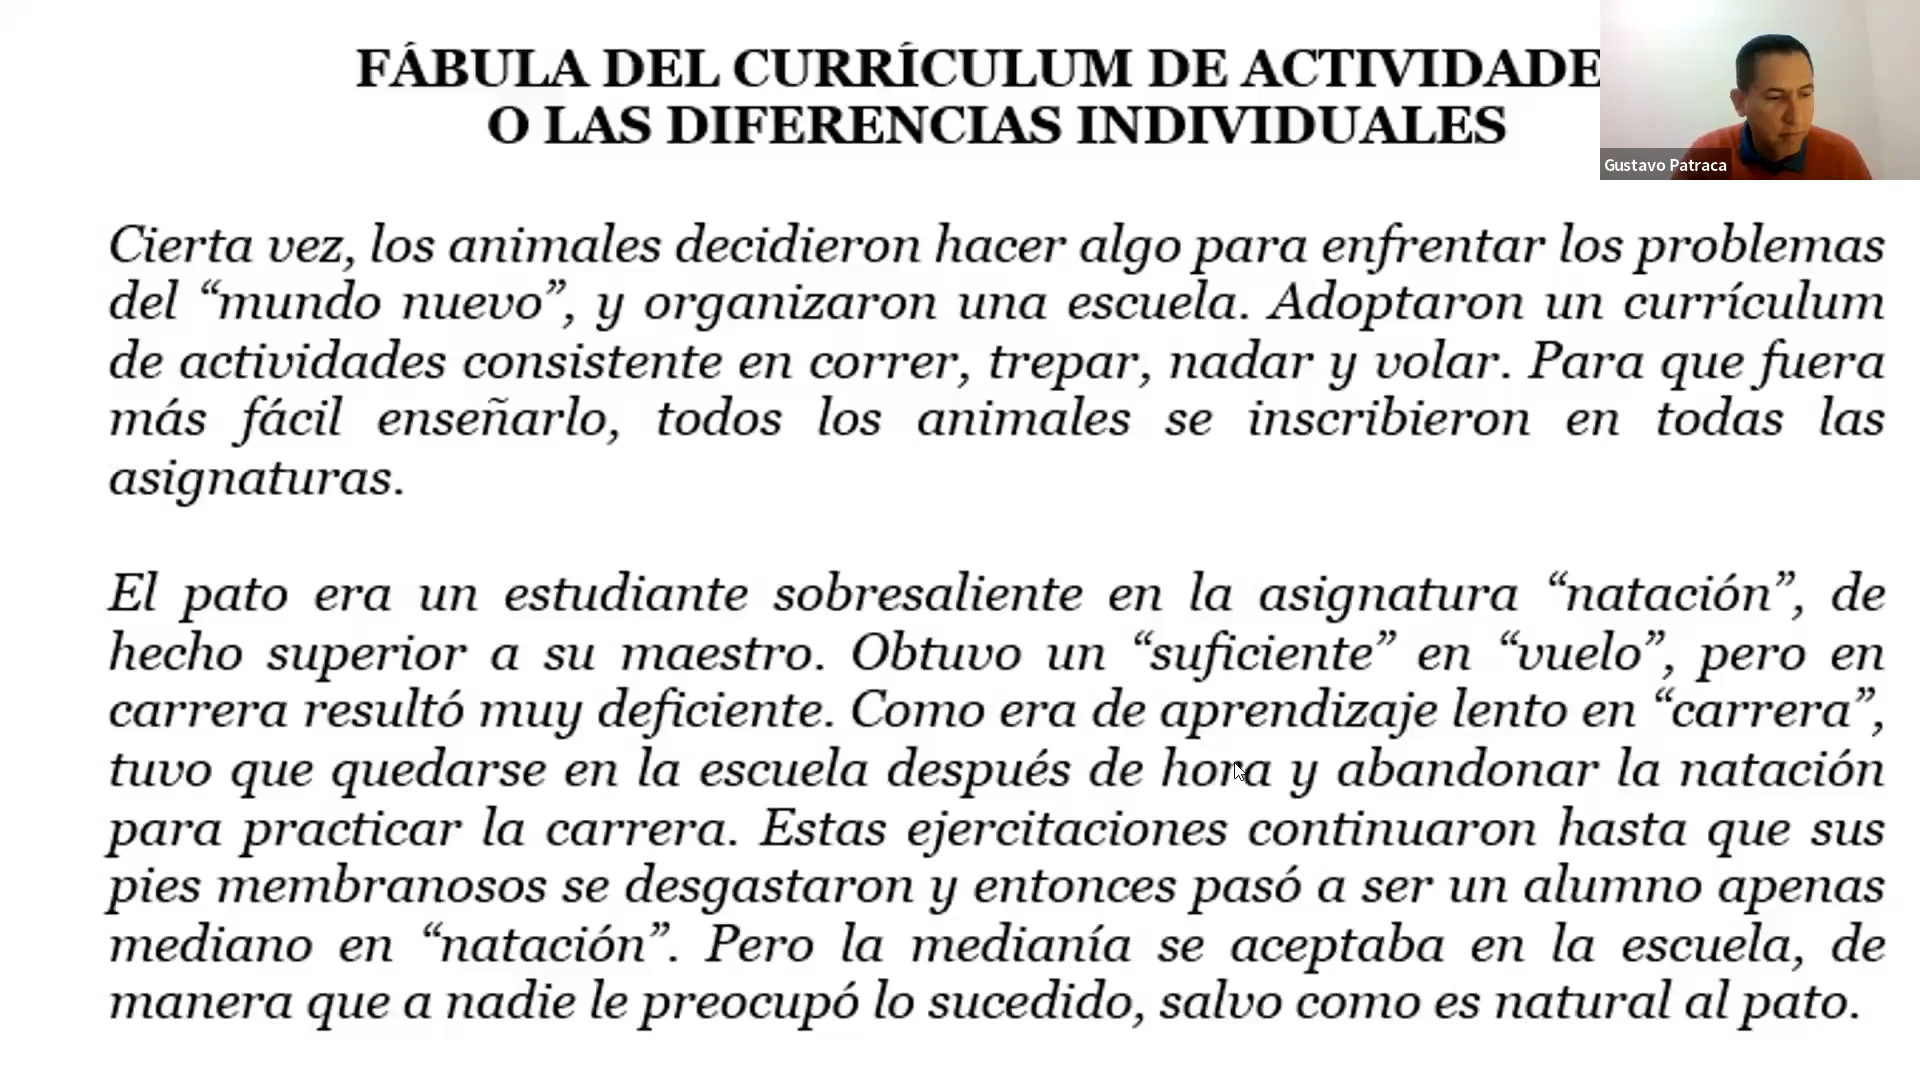 FÁBULA DEL CURRÍCULUM DE ACTIVIDADE
O LAS DIFERENCIAS INDIVIDUALES
Gustavo Patraca
Cierta vez, los animales decidieron hacer algo para enfrentar los problemas
del “mundo nuevo”, y organizaron una escuela. Adoptaron un currículum
de actividades consistente en correr, trepar, nadar y volar. Para que fuera
más fácil enseñarlo, todos los animales se inscribieron en todas las
asignaturas.
El pato era un estudiante sobresaliente en la asignatura “natación”, de
hecho superior a su maestro. Obtuvo un “suficiente” en “vuelo”, pero en
carrera resultó muy deficiente. Como era de aprendizaje lento en “carrera”,
tuvo que quedarse en la escuela después de hora y abandonar la natación
para practicar la carrera. Estas ejercitaciones continuaron hasta que sus
pies membranosos se desgastaron y entonces pasó a ser un alumno apenas
mediano en “natación”. Pero la medianía se aceptaba en la escuela, de
manera que a nadie le preocupó lo sucedido, salvo como es natural al pato.